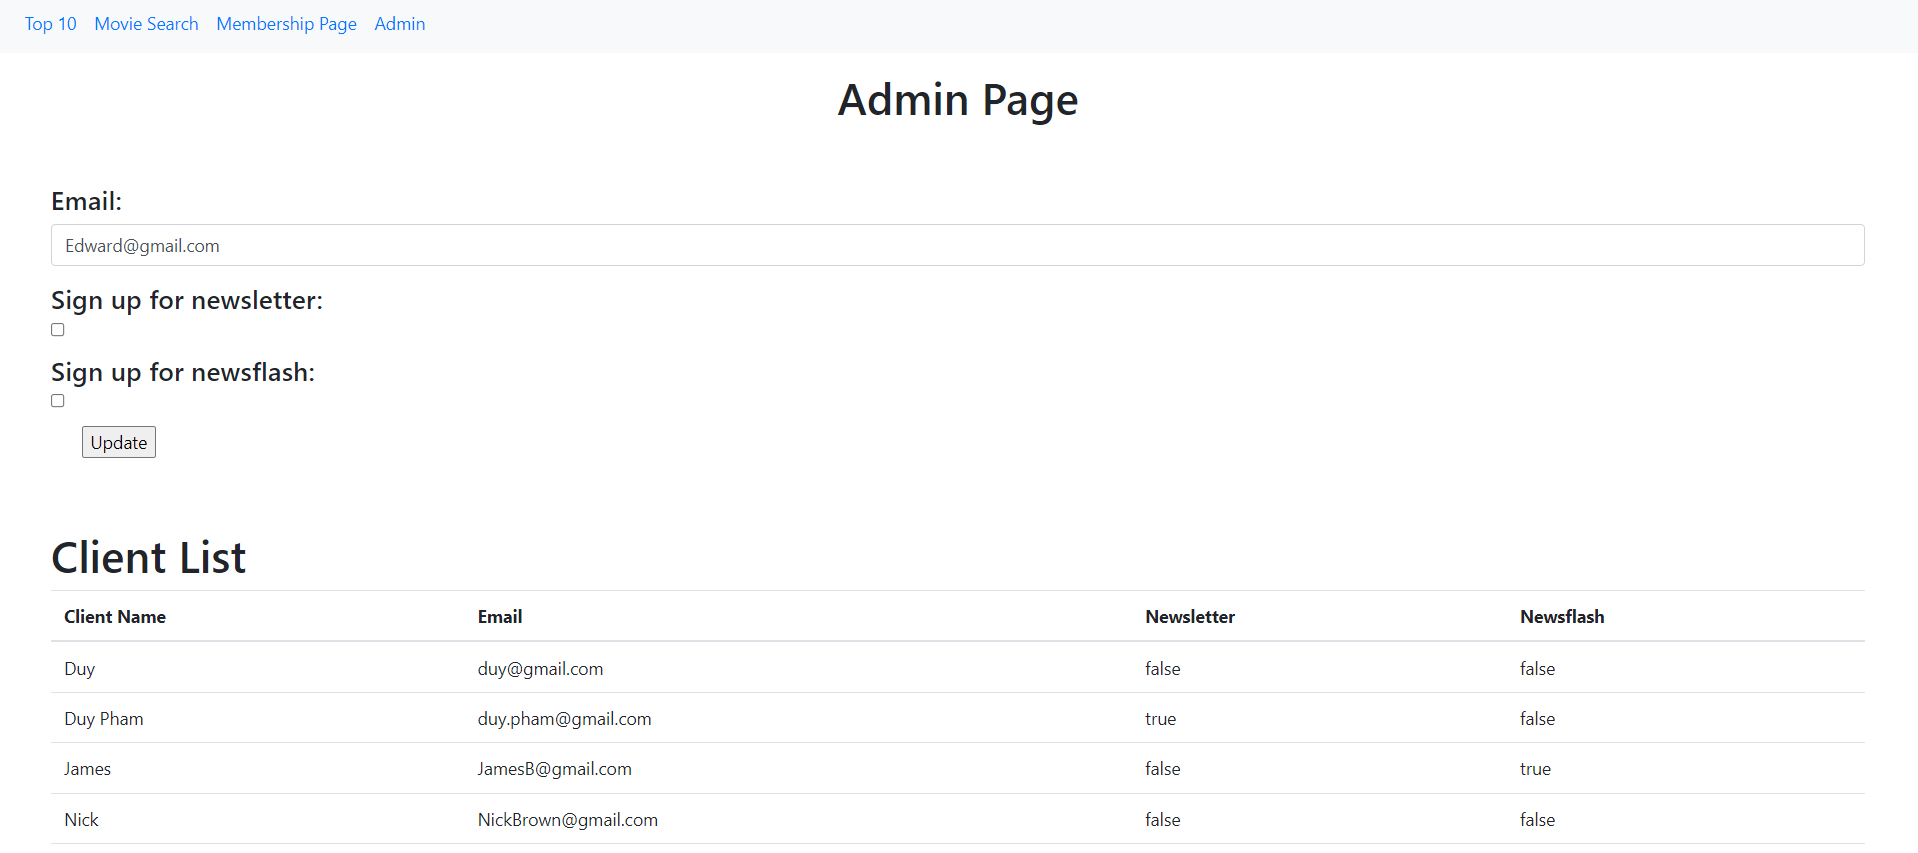 Top 10 Movie Search Membership Page Admin
Admin Page
Email:
Edward@gmail.com
Sign up for newsletter:
Sign up for newsflash:
Update
Client List
Client Name Email Newsletter Newsflash
Duy duy@gmail.com false false
Duy Pham duy.pham@gmail.com true false
James JamesB@gmail.com false true
Nick NickBrown@gmail.com false false